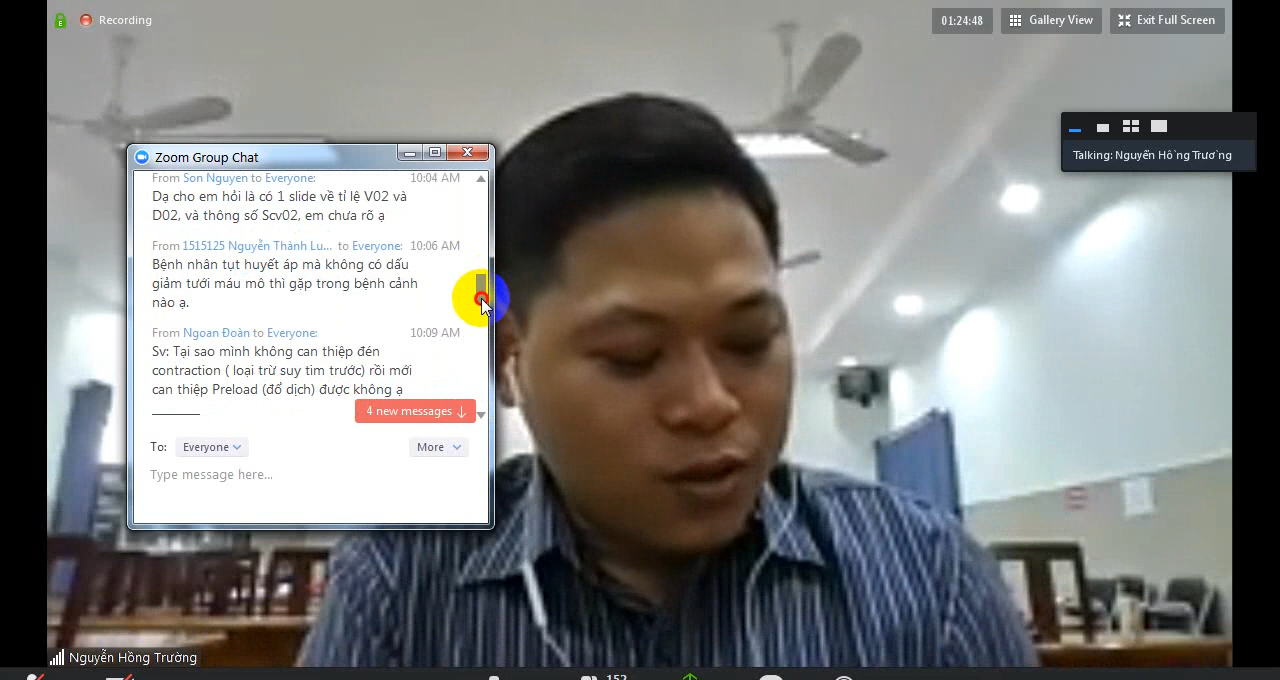 Recording
01:24:48
Gallery View
Exit Full Screen
Talking: Nguyễn Hồng Trường
Zoom Group Chat
From Son Nguyen to Everyone: 10:04 AM
Dạ cho em hỏi là có 1 slide về tỉ lệ V02 và
D02, và thông số Scv02, em chưa rõ ạ
From 1515125 Nguyễn Thành Lu... to Everyone: 10:06 AM
Bệnh nhân tụt huyết áp mà không có dấu
giảm tưới máu mô thì gặp trong bệnh cảnh
nào ạ.
From Ngoan Đoàn to Everyone: 10:09 AM
Sv: Tại sao mình không can thiệp đén
contraction ( loại trừ suy tim trước) rồi mới
can thiệp Preload (đổ dịch) được không ạ
4 new messages
To: Everyone
More
Type message here...
Nguyễn Hồng Trường
152